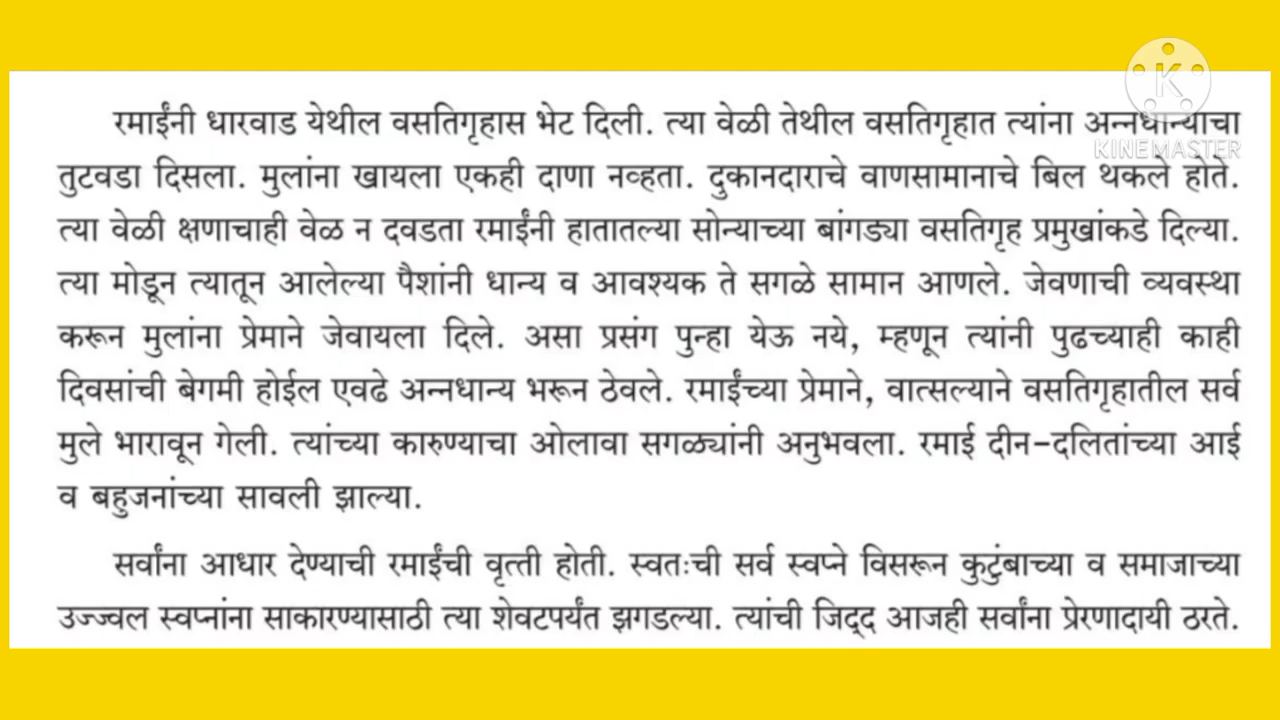 रमाईंनी धारवाड येथील वसतिगृहास भेट दिली. त्या वेळी तेथील वसतिगृहात त्यांना अन्नधान्याचा
तुटवडा दिसला. मुलांना खायला एकही दाणा नव्हता. दुकानदाराचे वाणसामानाचे बिल थकले होते.
त्या वेळी क्षणाचाही वेळ न दवडता रमाईंनी हातातल्या सोन्याच्या बांगड्या वसतिगृह प्रमुखांकडे दिल्या.
त्या मोडून त्यातून आलेल्या पैशांनी धान्य व आवश्यक ते सगळे सामान आणले. जेवणाची व्यवस्था
करून मुलांना प्रेमाने जेवायला दिले. असा प्रसंग पुन्हा येऊ नये, म्हणून त्यांनी पुढच्याही काही
दिवसांची बेगमी होईल एवढे अन्नधान्य भरून ठेवले. रमाईंच्या प्रेमाने, वात्सल्याने वसतिगृहातील सर्व
मुले भारावून गेली. त्यांच्या कारुण्याचा ओलावा सगळ्यांनी अनुभवला. रमाई दीन-दलितांच्या आई
व बहुजनांच्या सावली झाल्या.
सर्वांना आधार देण्याची रमाईंची वृत्ती होती. स्वतःची सर्व स्वप्ने विसरून कुटुंबाच्या व समाजाच्या
उज्ज्वल स्वप्नांना साकारण्यासाठी त्या शेवटपर्यंत झगडल्या. त्यांची जिद्द आजही सर्वांना प्रेरणादायी ठरते.
K
KINEMASTER